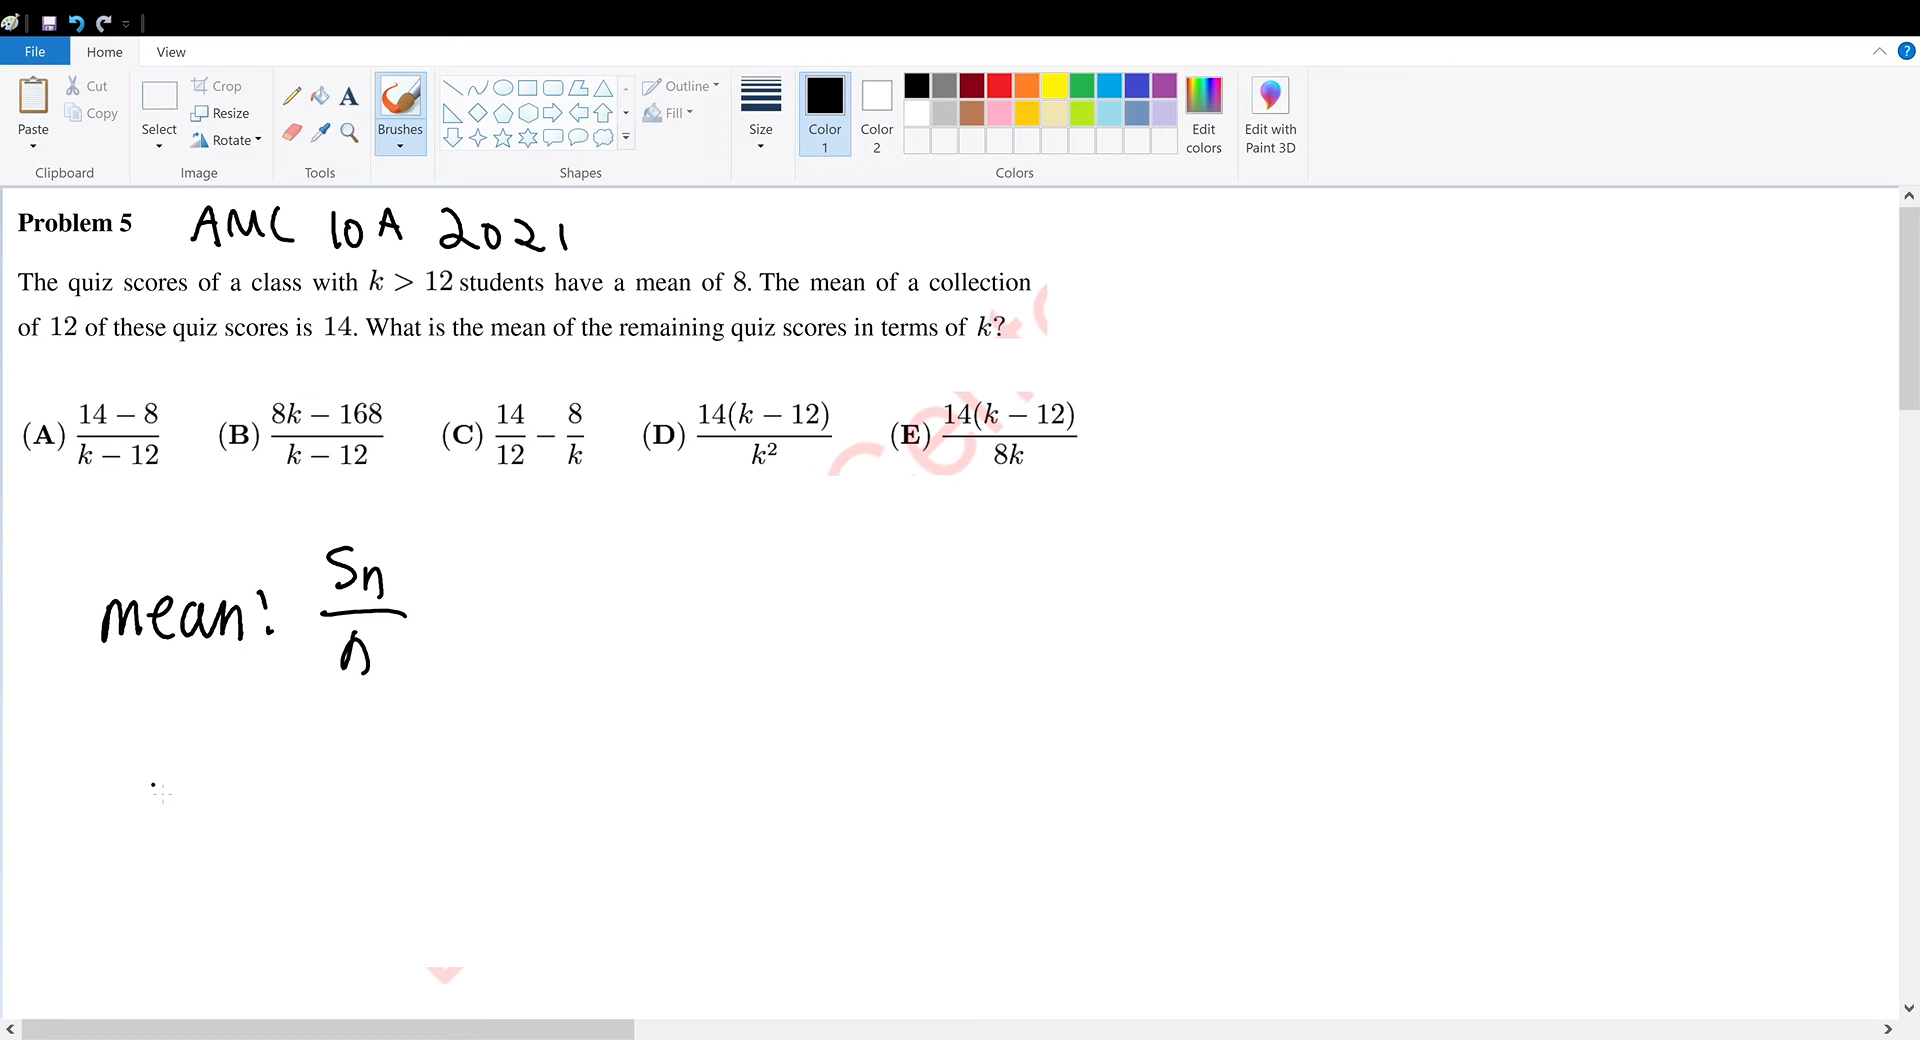 File Home View
Paste Cut Copy Select Crop Resize Rotate A Brushes Outline Fill Size Color 1 Color 2 Edit colors Edit with Paint 3D ?
Clipboard Image Tools Shapes Colors
Problem 5 AMC 10A 2021
The quiz scores of a class with k > 12 students have a mean of 8. The mean of a collection
of 12 of these quiz scores is 14. What is the mean of the remaining quiz scores in terms of k?
(A) (14 − 8)/(k − 12) (B) (8k − 168)/(k − 12) (C) 14/12 − 8/k (D) 14(k − 12)/k² (E) 14(k − 12)/8k
mean: Sn/n